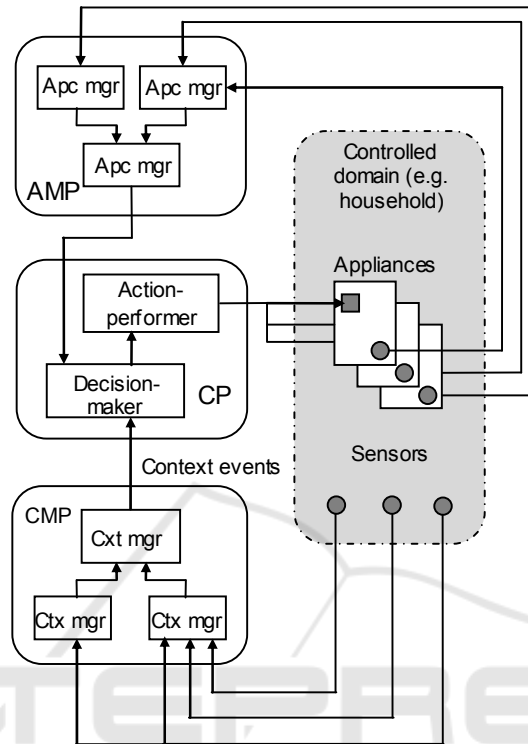 Apc mgr
Apc mgr
Apc mgr
AMP
Controlled
domain (e.g.
household)
Appliances
Action-
performer
Decision-
maker
CP
Context events
Sensors
CMP
Cxt mgr
Ctx mgr
Ctx mgr